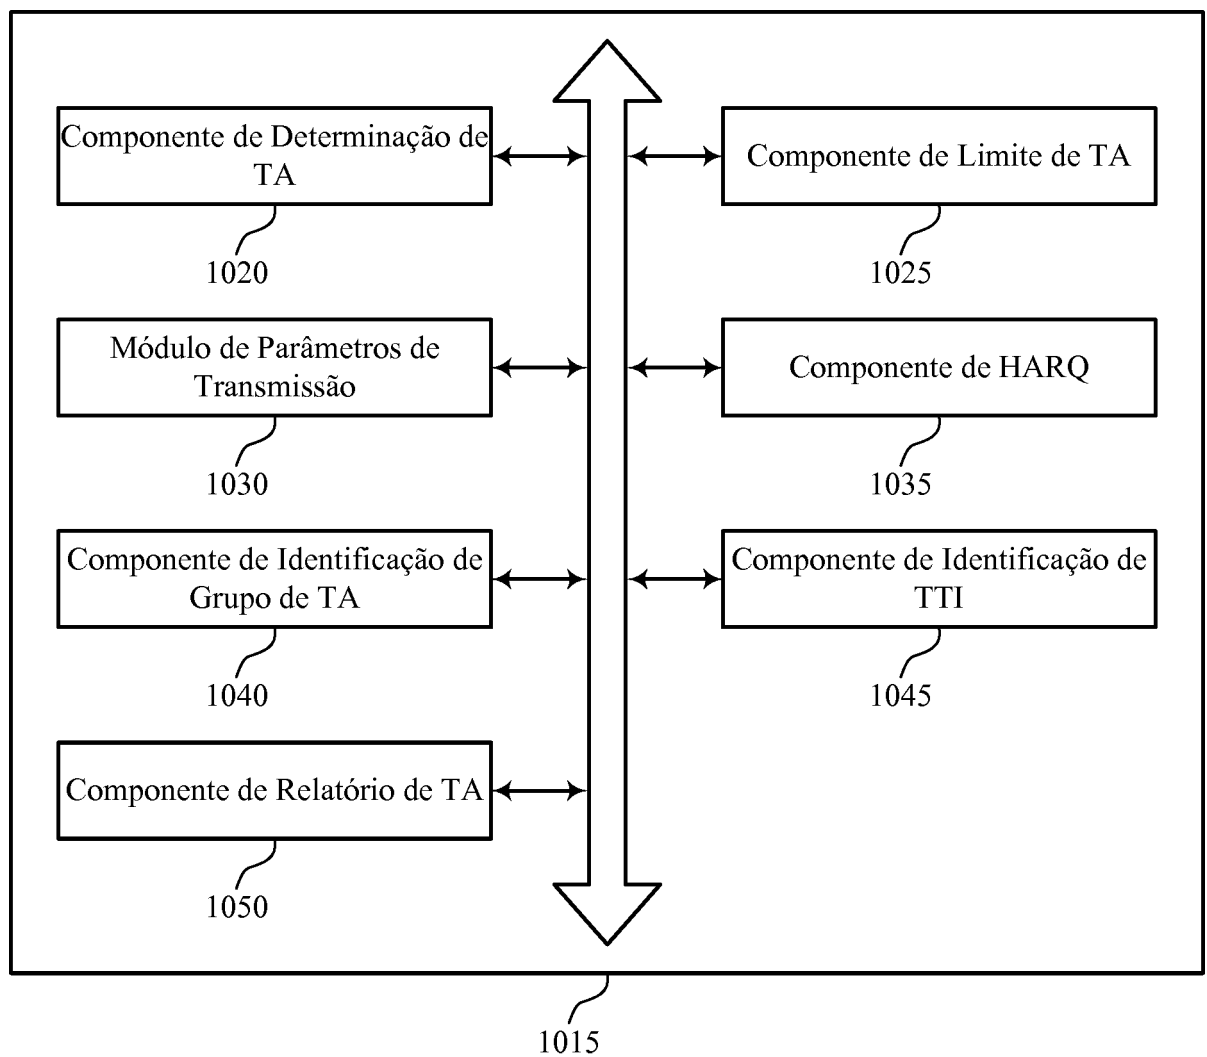 Componente de Determinação de
TA
1020
Componente de Limite de TA
1025
Módulo de Parâmetros de
Transmissão
1030
Componente de HARQ
1035
Componente de Identificação de
Grupo de TA
1040
Componente de Identificação de
TTI
1045
Componente de Relatório de TA
1050
1015